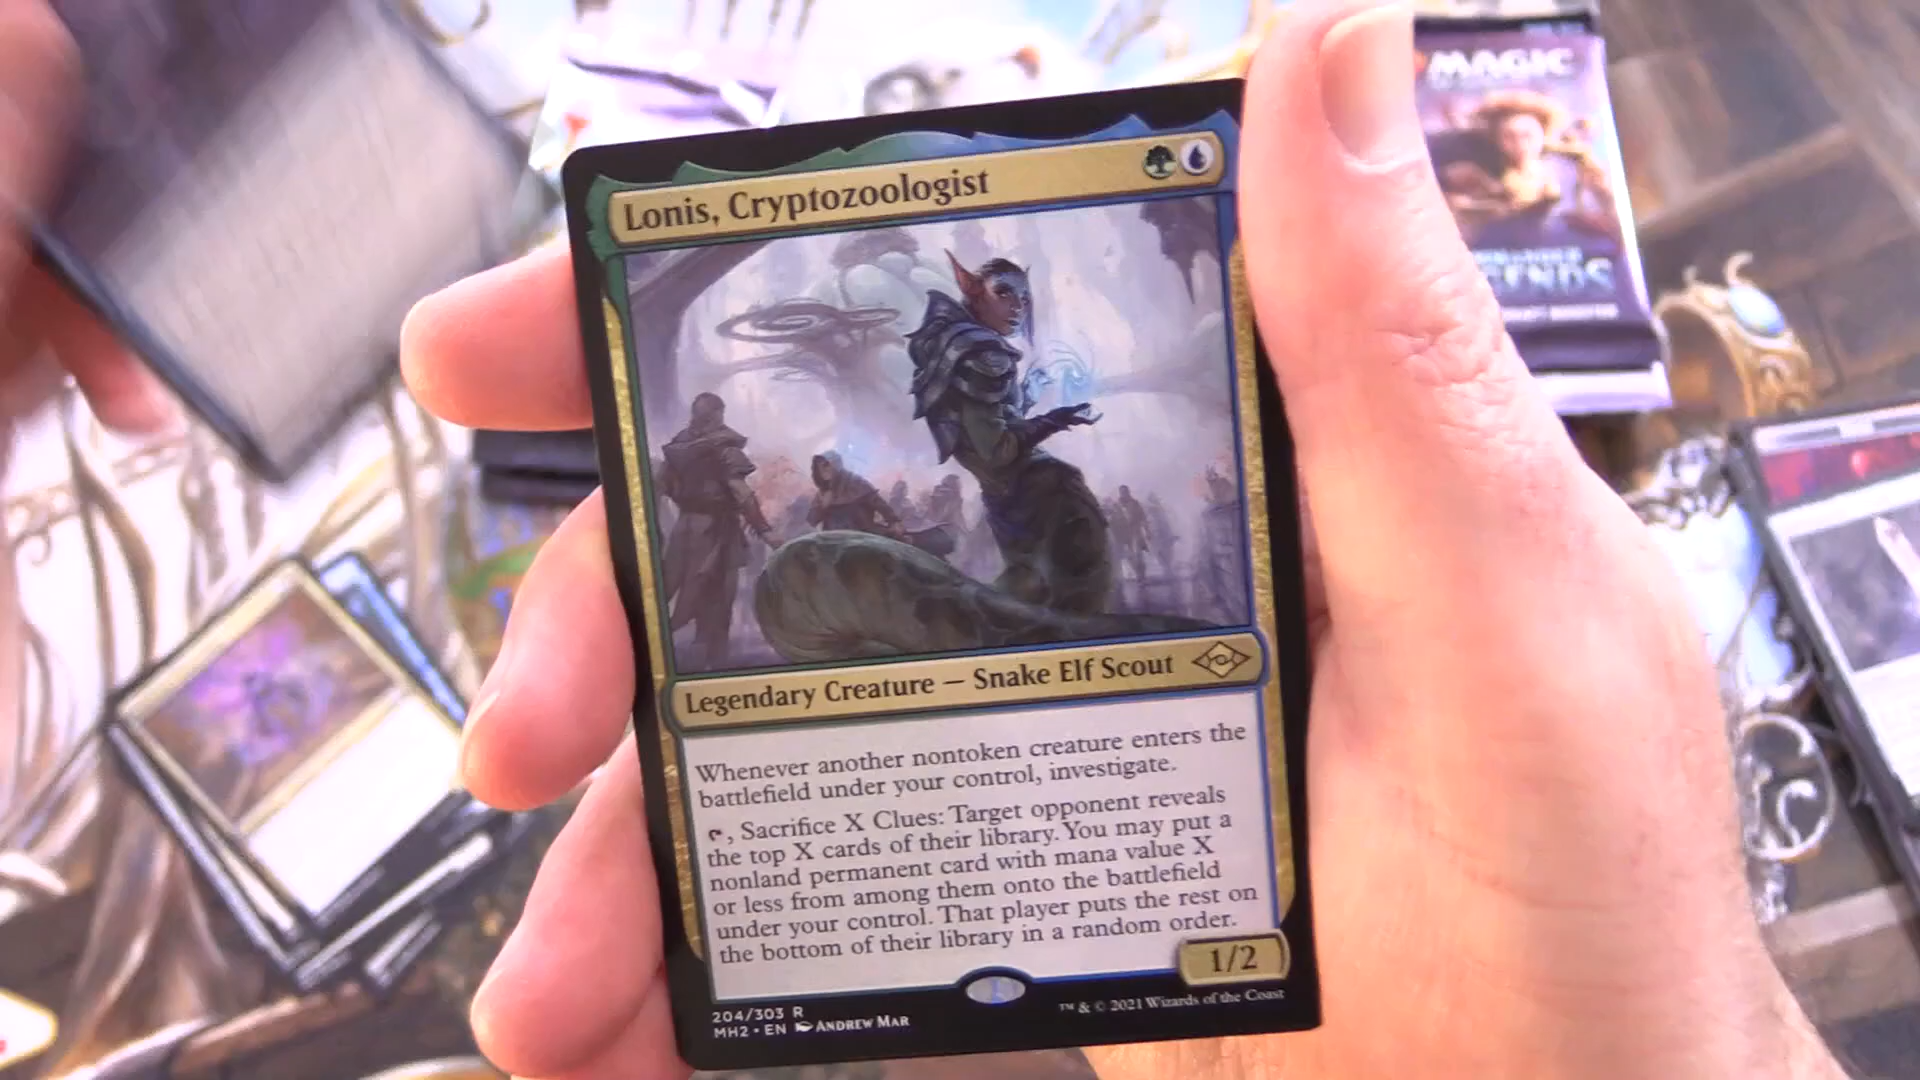 MAGIC
Lonis, Cryptozoologist
Legendary Creature — Snake Elf Scout
Whenever another nontoken creature enters the
battlefield under your control, investigate.
, Sacrifice X Clues: Target opponent reveals
the top X cards of their library. You may put a
nonland permanent card with mana value X
or less from among them onto the battlefield
under your control. That player puts the rest on
the bottom of their library in a random order.
1/2
204/303 R
MH2 • EN ANDREW MAR
™ & © 2021 Wizards of the Coast